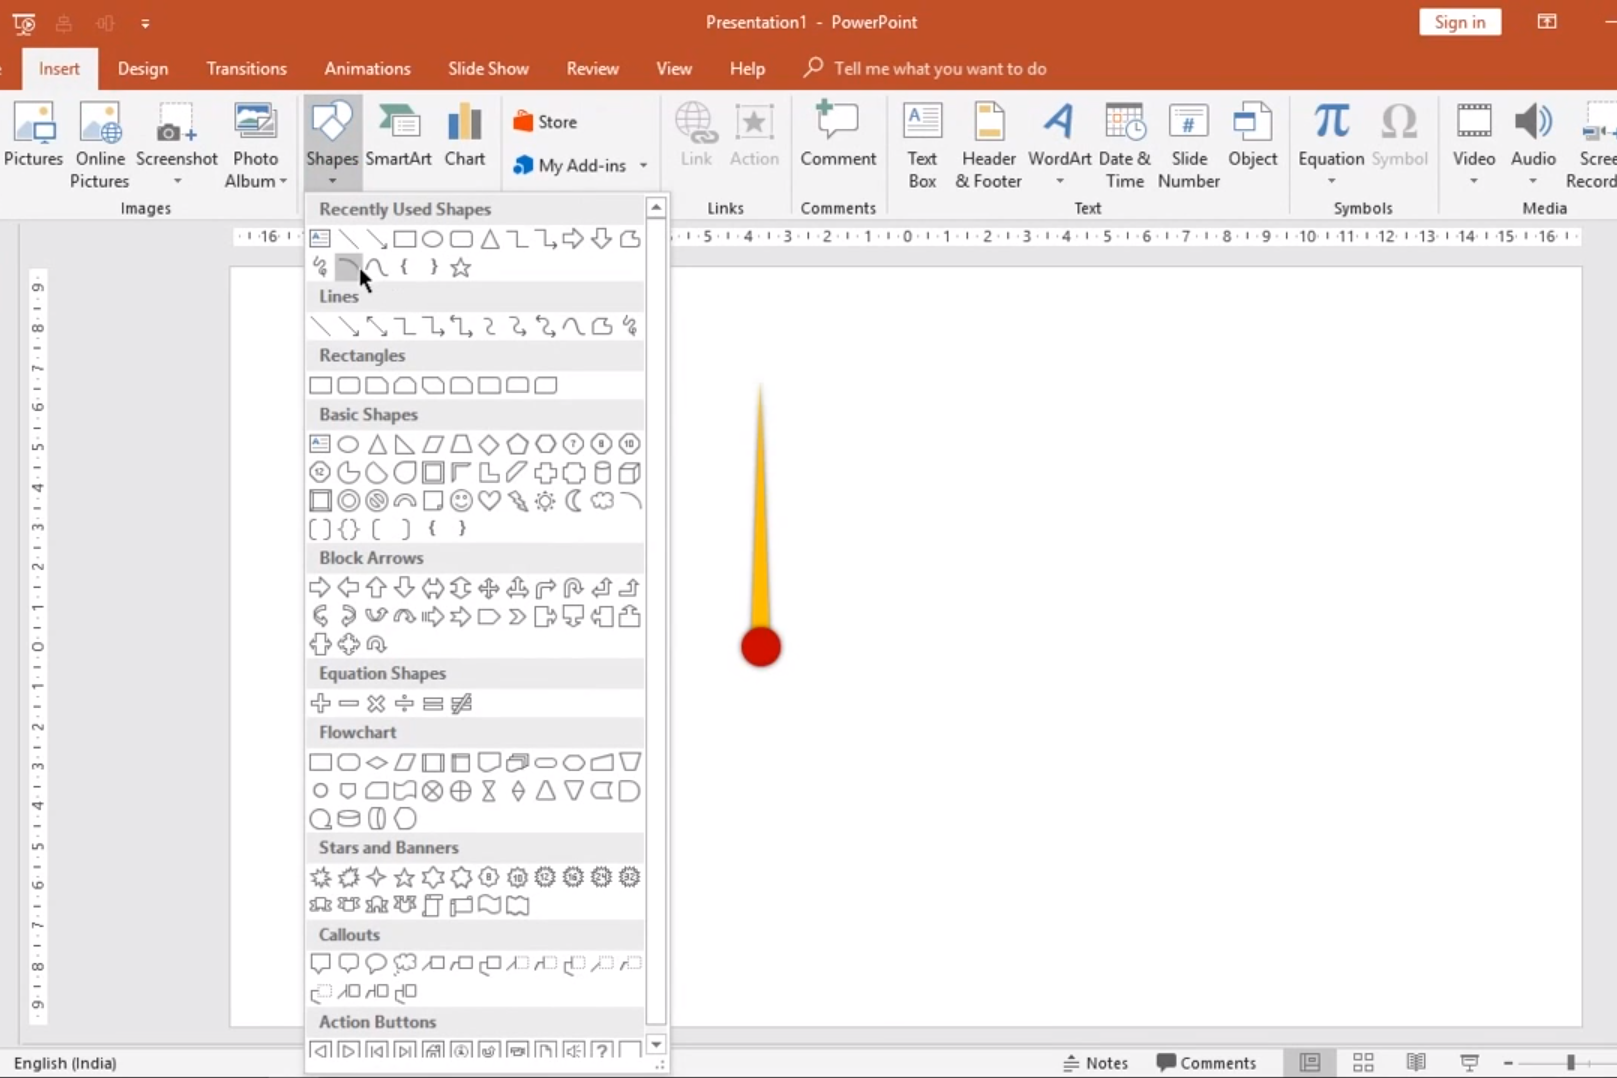 Presentation1 - PowerPoint
Sign in
Insert
Design
Transitions
Animations
Slide Show
Review
View
Help
Tell me what you want to do
Pictures
Online Pictures
Screenshot
Photo Album
Images
Shapes
SmartArt
Chart
Store
My Add-ins
Link
Action
Links
Comment
Comments
Text Box
Header & Footer
WordArt
Date & Time
Slide Number
Object
Text
Equation
Symbol
Symbols
Video
Audio
Media
Recently Used Shapes
Lines
Rectangles
Basic Shapes
Block Arrows
Equation Shapes
Flowchart
Stars and Banners
Callouts
Action Buttons
16
5 4 3 2 1 0 1 2 3 4 5 6 7 8 9 10 11 12 13 14 15 16
9
8
7
6
5
4
3
2
1
0
1
2
3
4
5
6
7
8
9
English (India)
Notes
Comments